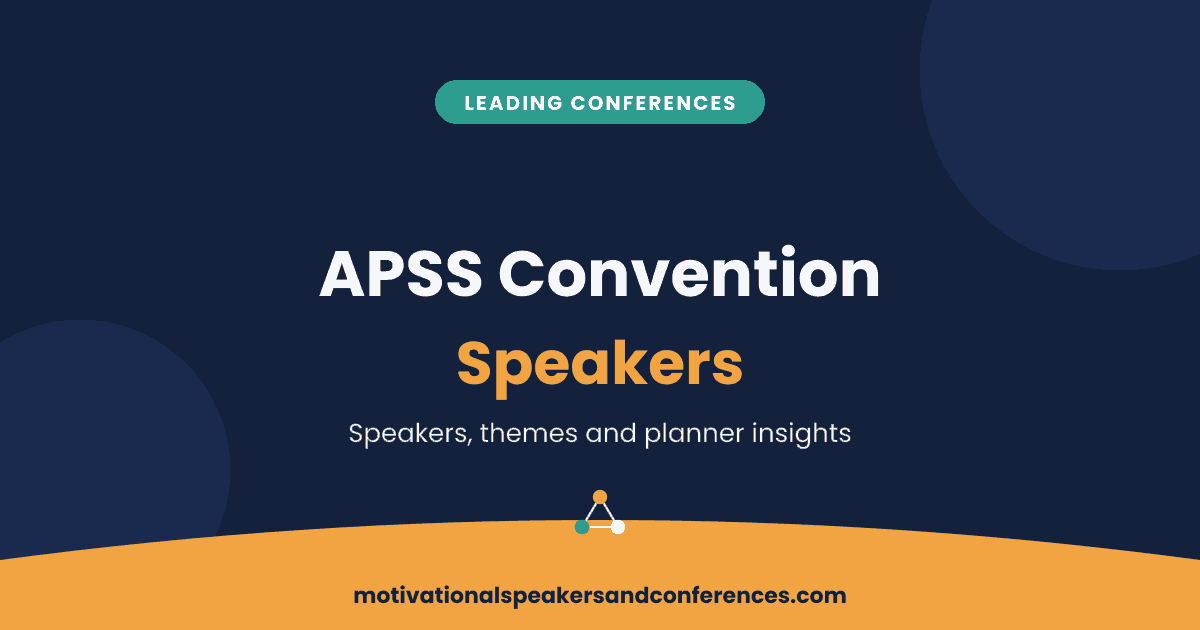 LEADING CONFERENCES
APSS Convention
Speakers
Speakers, themes and planner insights
motivationalspeakersandconferences.com